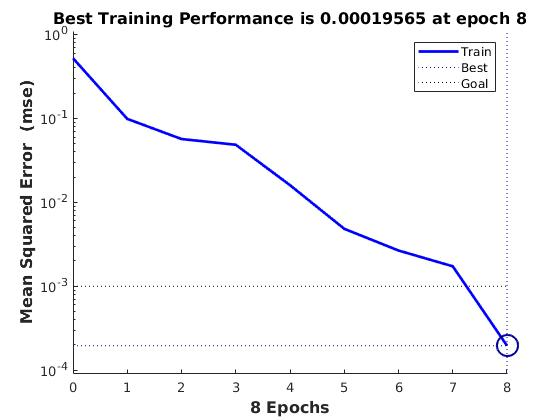 Best Training Performance is 0.00019565 at epoch 8
Train
Best
Goal
Mean Squared Error  (mse)
10^0
10^-1
10^-2
10^-3
10^-4
0 1 2 3 4 5 6 7 8
8 Epochs